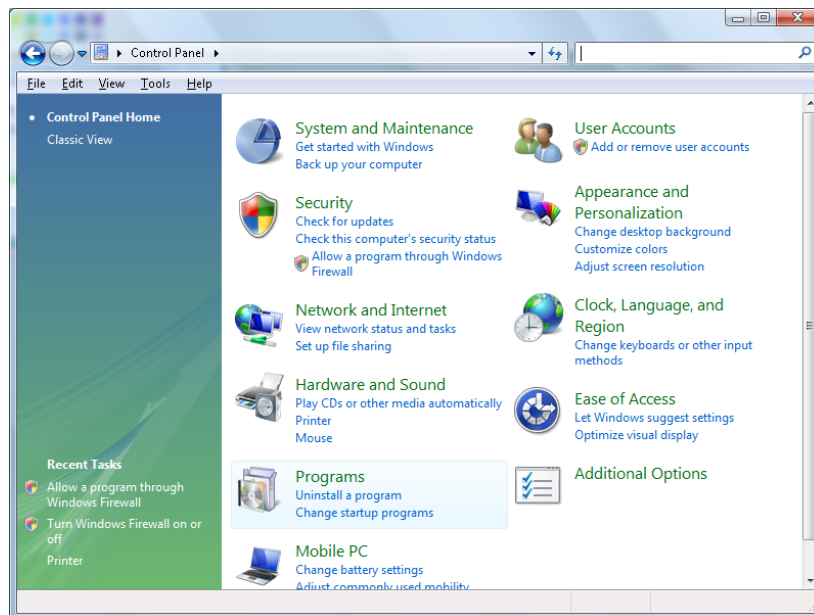 Control Panel
File Edit View Tools Help
Control Panel Home
Classic View
System and Maintenance
Get started with Windows
Back up your computer
Security
Check for updates
Check this computer's security status
Allow a program through Windows
Firewall
Network and Internet
View network status and tasks
Set up file sharing
Hardware and Sound
Play CDs or other media automatically
Printer
Mouse
Programs
Uninstall a program
Change startup programs
Mobile PC
Change battery settings
Adjust commonly used mobility
User Accounts
Add or remove user accounts
Appearance and
Personalization
Change desktop background
Customize colors
Adjust screen resolution
Clock, Language, and
Region
Change keyboards or other input
methods
Ease of Access
Let Windows suggest settings
Optimize visual display
Additional Options
Recent Tasks
Allow a program through
Windows Firewall
Turn Windows Firewall on or
off
Printer